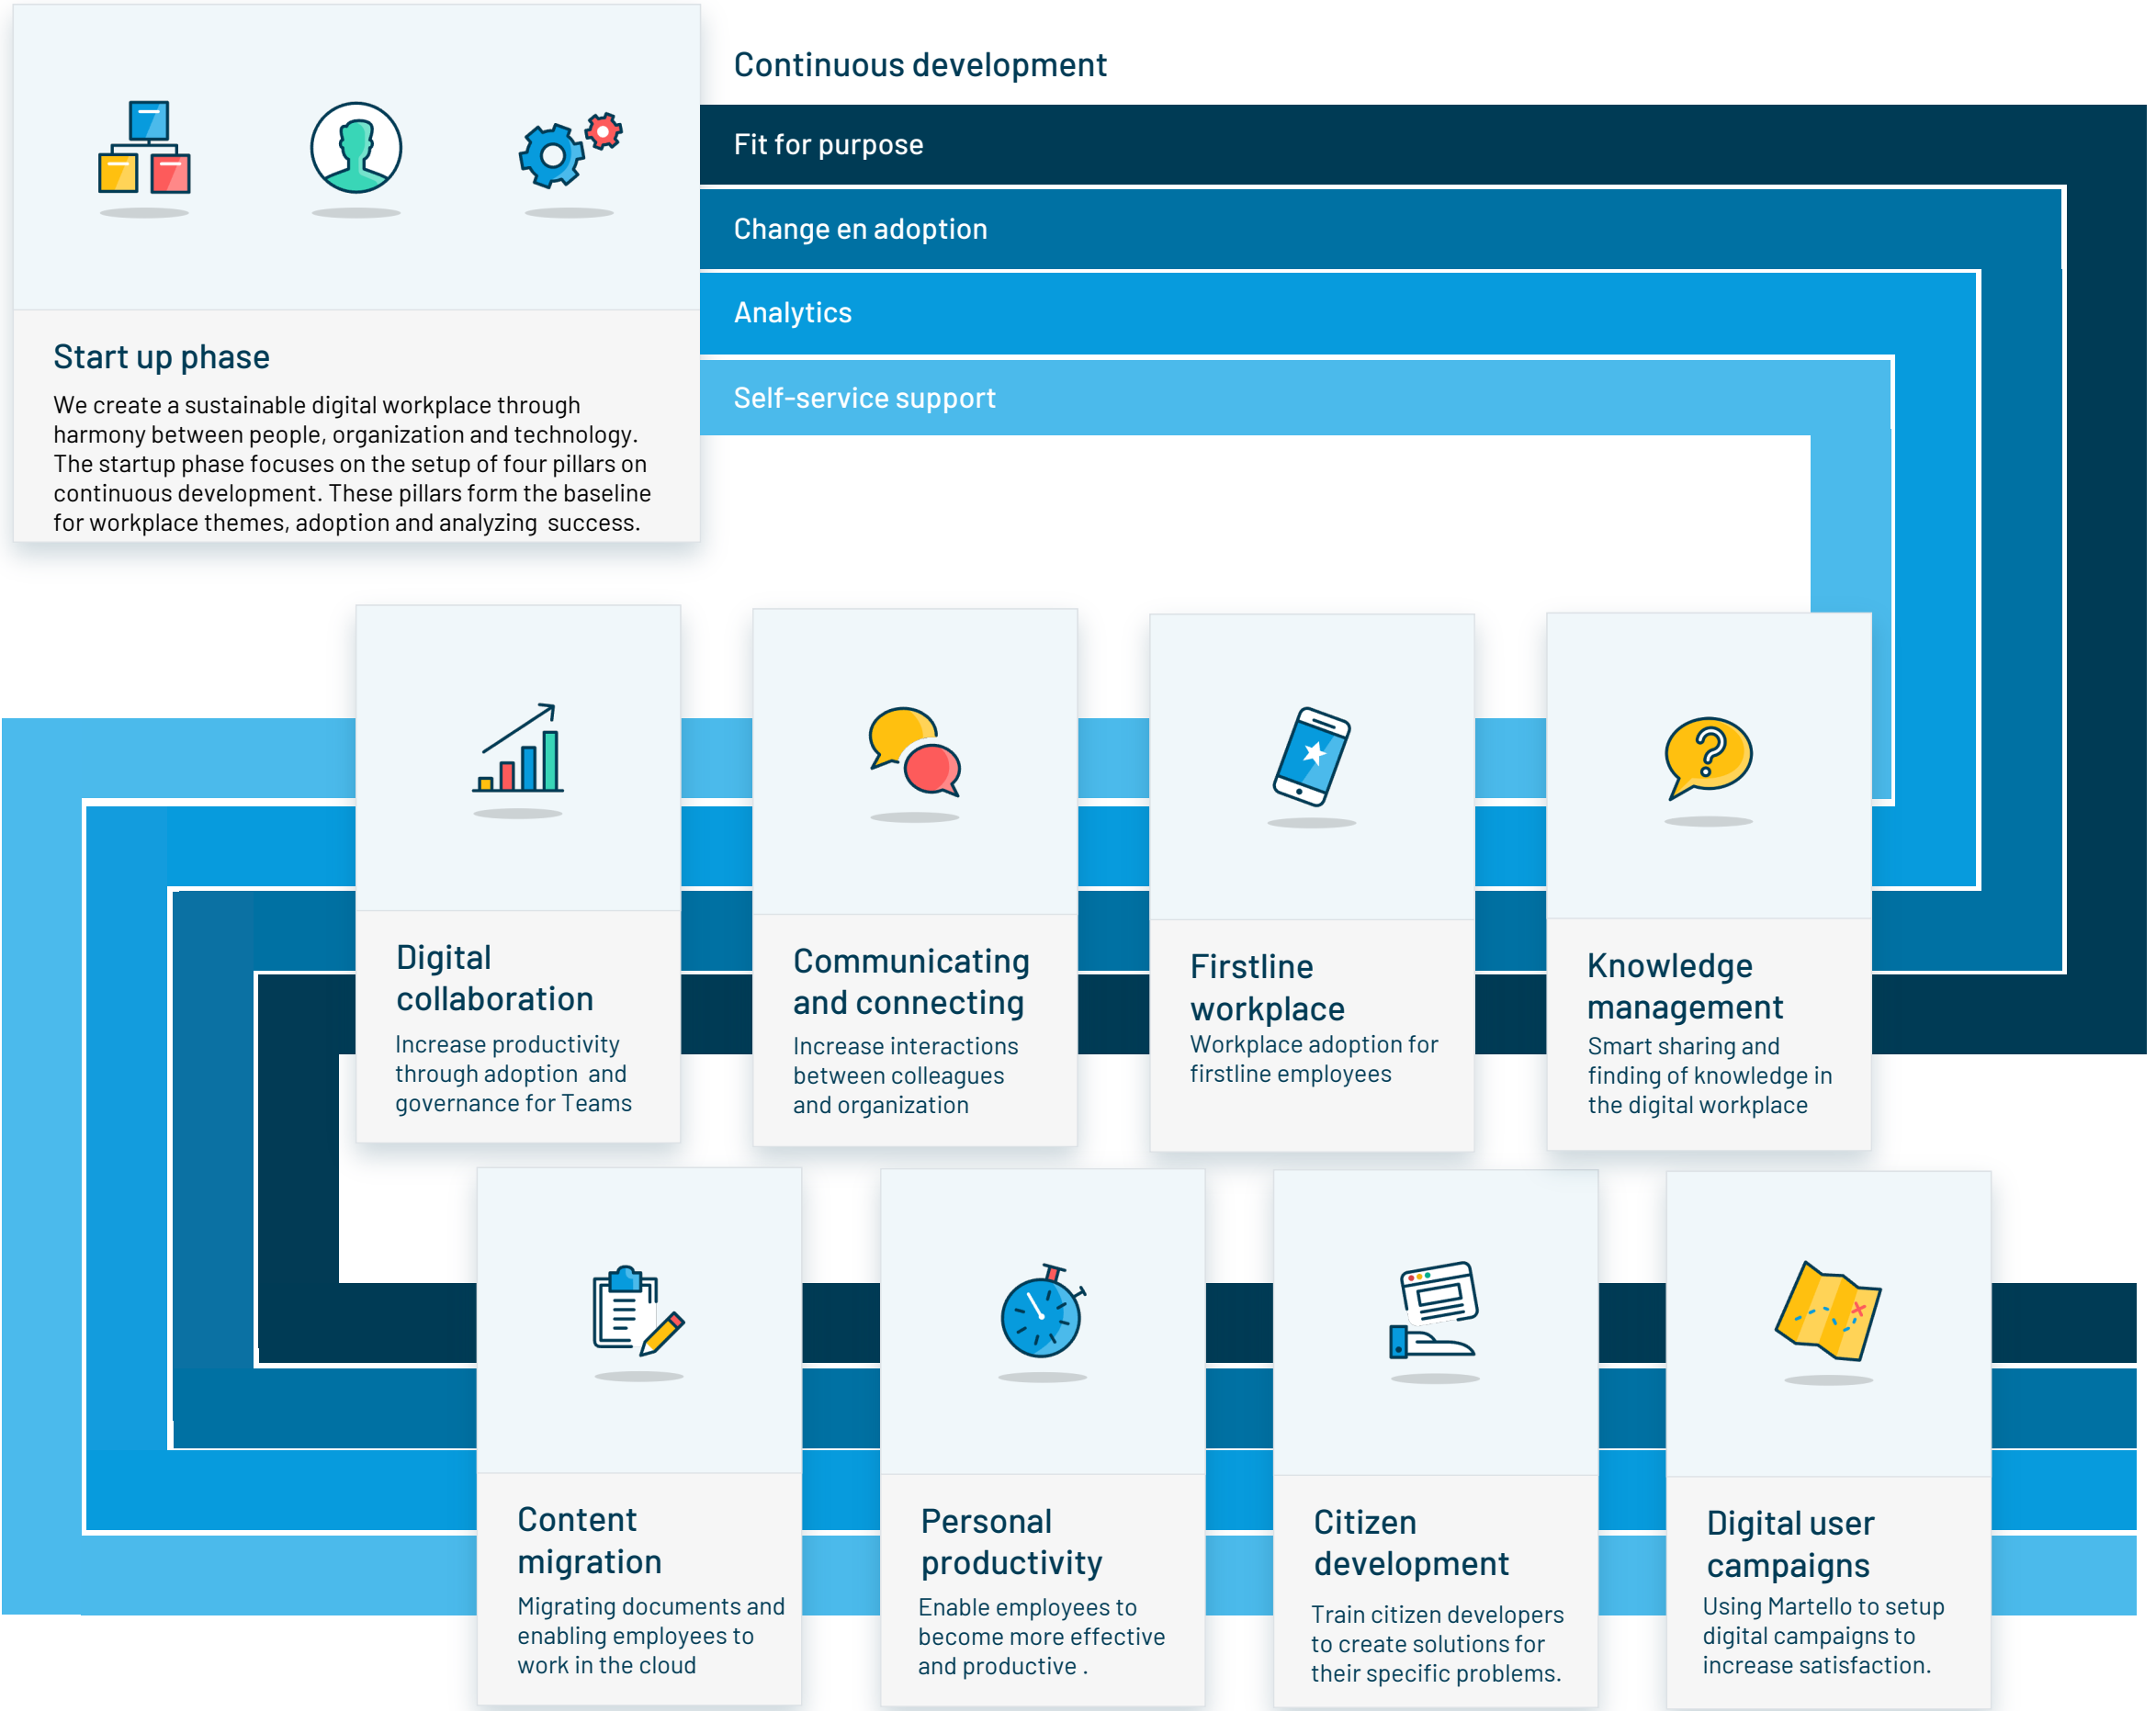 Continuous development
Fit for purpose
Change en adoption
Analytics
Self-service support
Start up phase
We create a sustainable digital workplace through
harmony between people, organization and technology.
The startup phase focuses on the setup of four pillars on
continuous development. These pillars form the baseline
for workplace themes, adoption and analyzing  success.
Digital
collaboration
Increase productivity
through adoption  and
governance for Teams
Communicating
and connecting
Increase interactions
between colleagues
and organization
Firstline
workplace
Workplace adoption for
firstline employees
Knowledge
management
Smart sharing and
finding of knowledge in
the digital workplace
Content
migration
Migrating documents and
enabling employees to
work in the cloud
Personal
productivity
Enable employees to
become more effective
and productive .
Citizen
development
Train citizen developers
to create solutions for
their specific problems.
Digital user
campaigns
Using Martello to setup
digital campaigns to
increase satisfaction.